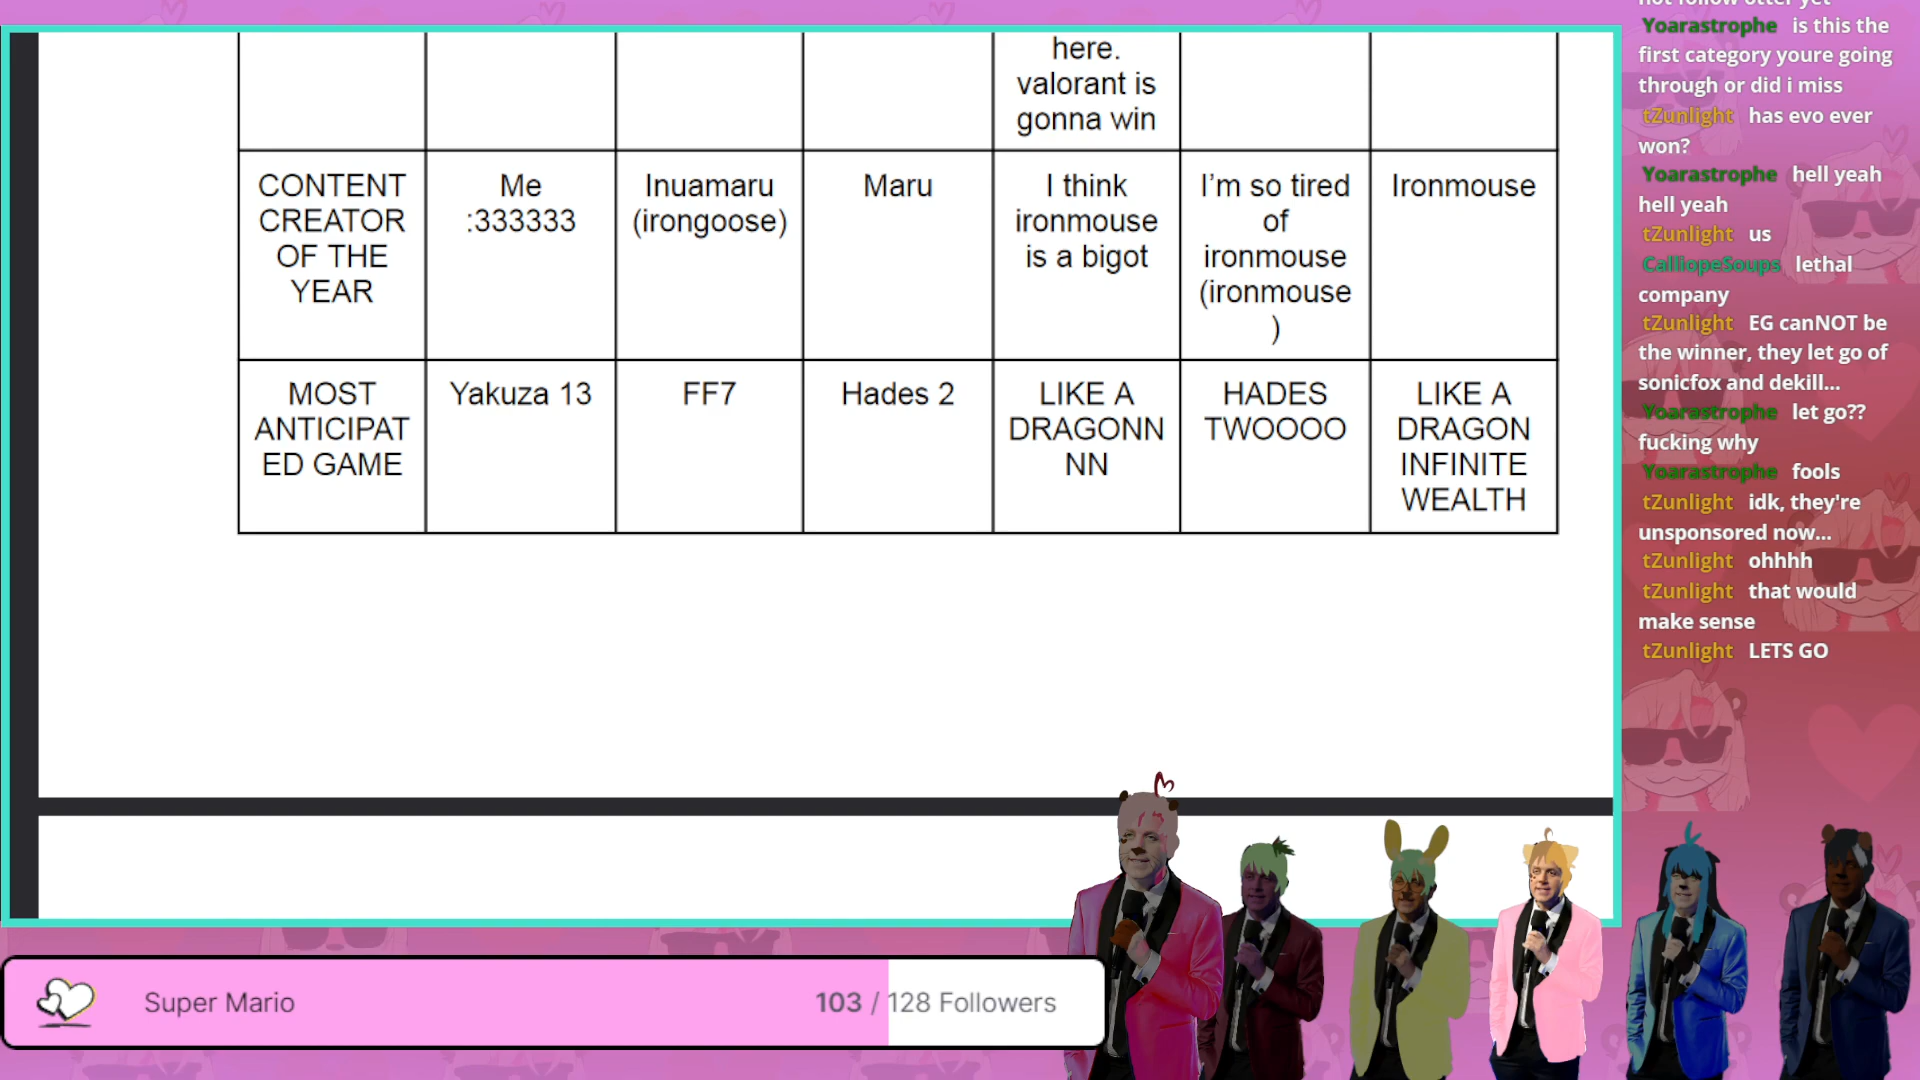 here.
valorant is
gonna win
CONTENT
CREATOR
OF THE
YEAR
Me
:333333
Inuamaru
(irongoose)
Maru
I think
ironmouse
is a bigot
I'm so tired
of
ironmouse
(ironmouse
)
Ironmouse
MOST
ANTICIPAT
ED GAME
Yakuza 13
FF7
Hades 2
LIKE A
DRAGONN
NN
HADES
TWOOOO
LIKE A
DRAGON
INFINITE
WEALTH
Super Mario
103 / 128 Followers
not follow otter yet
Yoarastrophe is this the
first category youre going
through or did i miss
tZunlight has evo ever
won?
Yoarastrophe hell yeah
hell yeah
tZunlight us
CalliopeSoups lethal
company
tZunlight EG canNOT be
the winner, they let go of
sonicfox and dekill...
Yoarastrophe let go??
fucking why
Yoarastrophe fools
tZunlight idk, they're
unsponsored now...
tZunlight ohhhh
tZunlight that would
make sense
tZunlight LETS GO